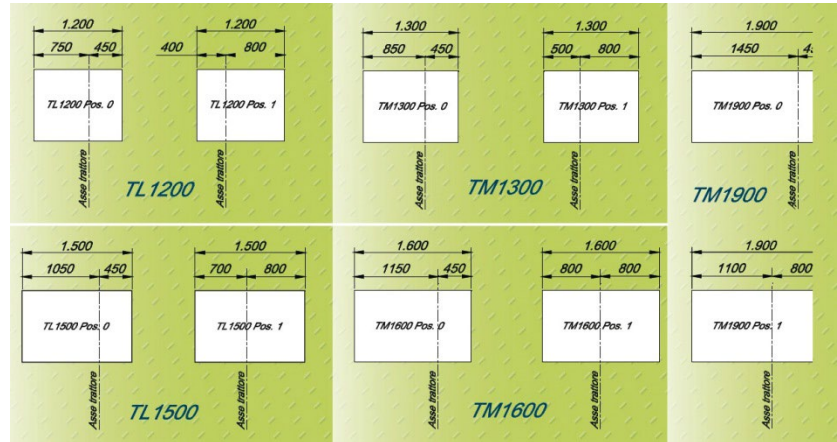 1.200
750 450
TL1200 Pos. 0
Asse trattore
1.200
400 800
TL1200 Pos. 1
Asse trattore
TL1200
1.300
850 450
TM1300 Pos. 0
Asse trattore
1.300
500 800
TM1300 Pos. 1
Asse trattore
TM1300
1.900
1450
TM1900 Pos. 0
Asse trattore
TM1900
1.500
1050 450
TL1500 Pos. 0
Asse trattore
1.500
700 800
TL1500 Pos. 1
Asse trattore
TL1500
1.600
1150 450
TM1600 Pos. 0
Asse trattore
1.600
800 800
TM1600 Pos. 1
Asse trattore
TM1600
1.900
1100 800
TM1900 Pos. 1
Asse trattore